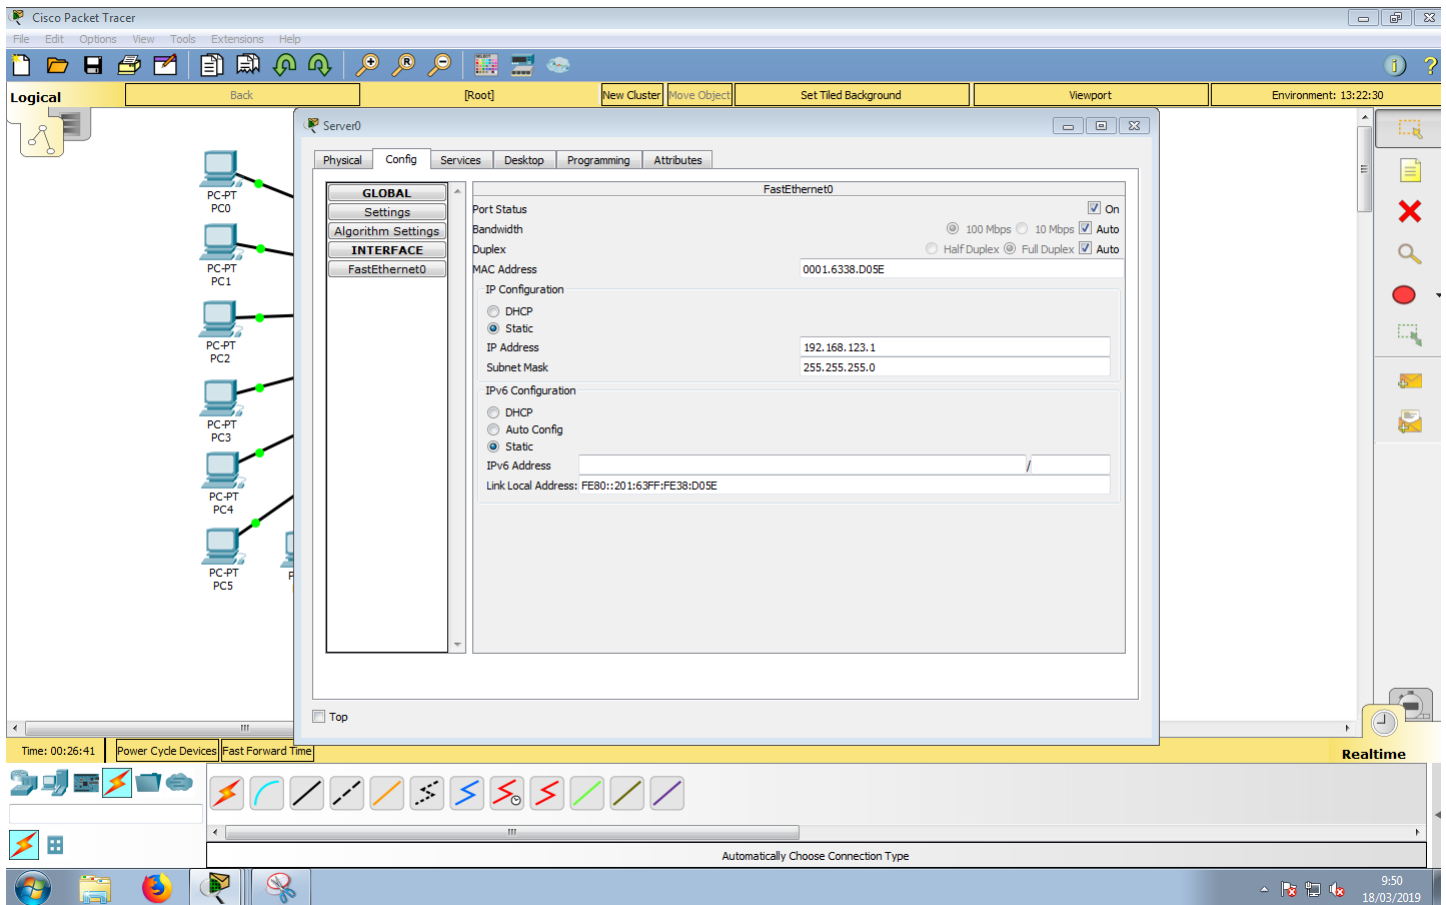 Cisco Packet Tracer
File Edit Options View Tools Extensions Help
Logical Back [Root] New Cluster Move Object Set Tiled Background Viewport Environment: 13:22:30
Server0
Physical Config Services Desktop Programming Attributes
GLOBAL
Settings
Algorithm Settings
INTERFACE
FastEthernet0
FastEthernet0
Port Status On
Bandwidth 100 Mbps 10 Mbps Auto
Duplex Half Duplex Full Duplex Auto
MAC Address 0001.6338.D05E
IP Configuration
DHCP
Static
IP Address 192.168.123.1
Subnet Mask 255.255.255.0
IPv6 Configuration
DHCP
Auto Config
Static
IPv6 Address /
Link Local Address: FE80::201:63FF:FE38:D05E
Top
PC-PT
PC0
PC-PT
PC1
PC-PT
PC2
PC-PT
PC3
PC-PT
PC4
PC-PT
PC5
Time: 00:26:41 Power Cycle Devices Fast Forward Time Realtime
Automatically Choose Connection Type
9:50
18/03/2019